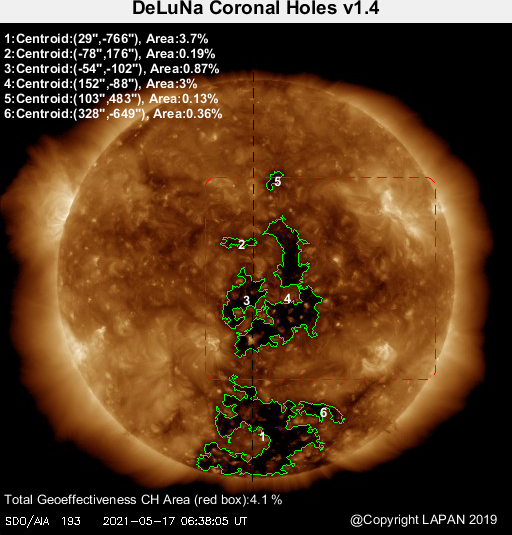 DeLuNa Coronal Holes v1.4
1:Centroid:(29",-766"), Area:3.7%
2:Centroid:(-78",176"), Area:0.19%
3:Centroid:(-54",-102"), Area:0.87%
4:Centroid:(152",-88"), Area:3%
5:Centroid:(103",483"), Area:0.13%
6:Centroid:(328",-649"), Area:0.36%
5
2
3
4
6
1
Total Geoeffectiveness CH Area (red box):4.1 %
SDO/AIA 193 2021-05-17 06:38:05 UT
@Copyright LAPAN 2019